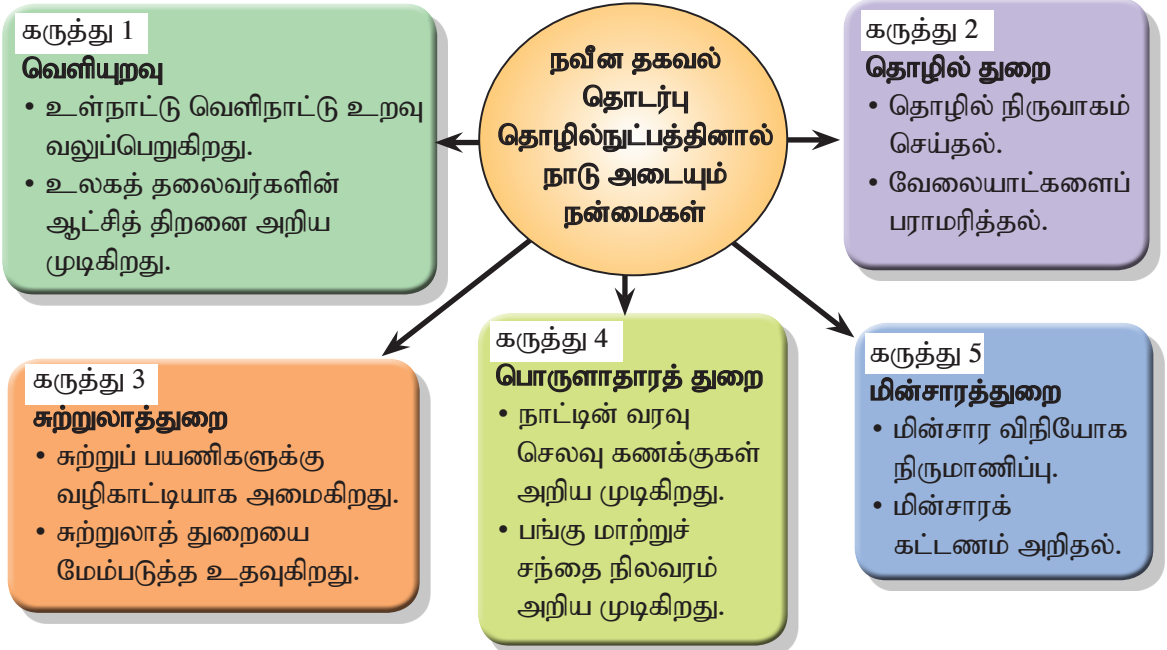 நவீன தகவல்
தொடர்பு
தொழில்நுட்பத்தினால்
நாடு அடையும்
நன்மைகள்
கருத்து 1
வெளியுறவு
• உள்நாட்டு வெளிநாட்டு உறவு
வலுப்பெறுகிறது.
• உலகத் தலைவர்களின்
ஆட்சித் திறனை அறிய
முடிகிறது.
கருத்து 2
தொழில் துறை
• தொழில் நிருவாகம்
செய்தல்.
• வேலையாட்களைப்
பராமரித்தல்.
கருத்து 3
சுற்றுலாத்துறை
• சுற்றுப் பயணிகளுக்கு
வழிகாட்டியாக அமைகிறது.
• சுற்றுலாத் துறையை
மேம்படுத்த உதவுகிறது.
கருத்து 4
பொருளாதாரத் துறை
• நாட்டின் வரவு
செலவு கணக்குகள்
அறிய முடிகிறது.
• பங்கு மாற்றுச்
சந்தை நிலவரம்
அறிய முடிகிறது.
கருத்து 5
மின்சாரத்துறை
• மின்சார விநியோக
நிருமாணிப்பு.
• மின்சாரக்
கட்டணம் அறிதல்.